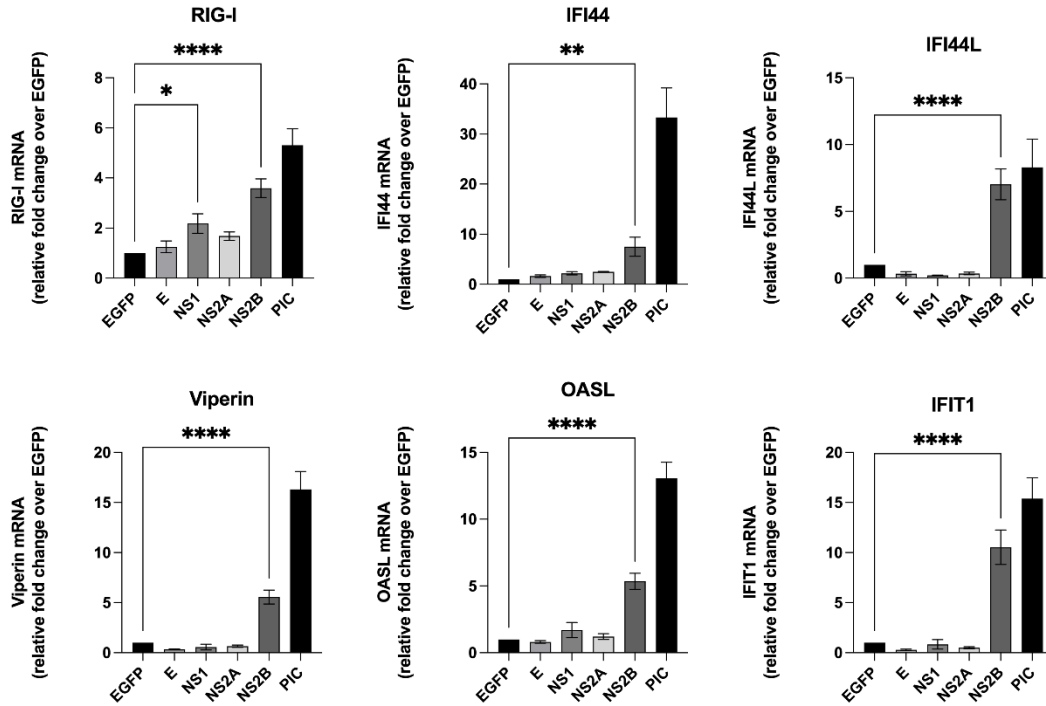 RIG-I
****
*
RIG-I mRNA
(relative fold change over EGFP)
8
6
4
2
0
EGFP
E
NS1
NS2A
NS2B
PIC
IFI44
**
IFI44 mRNA
(relative fold change over EGFP)
40
30
20
10
0
EGFP
E
NS1
NS2A
NS2B
PIC
IFI44L
****
IFI44L mRNA
(relative fold change over EGFP)
15
10
5
0
EGFP
E
NS1
NS2A
NS2B
PIC
Viperin
****
Viperin mRNA
(relative fold change over EGFP)
20
15
10
5
0
EGFP
E
NS1
NS2A
NS2B
PIC
OASL
****
OASL mRNA
(relative fold change over EGFP)
15
10
5
0
EGFP
E
NS1
NS2A
NS2B
PIC
IFIT1
****
IFIT1 mRNA
(relative fold change over EGFP)
20
15
10
5
0
EGFP
E
NS1
NS2A
NS2B
PIC